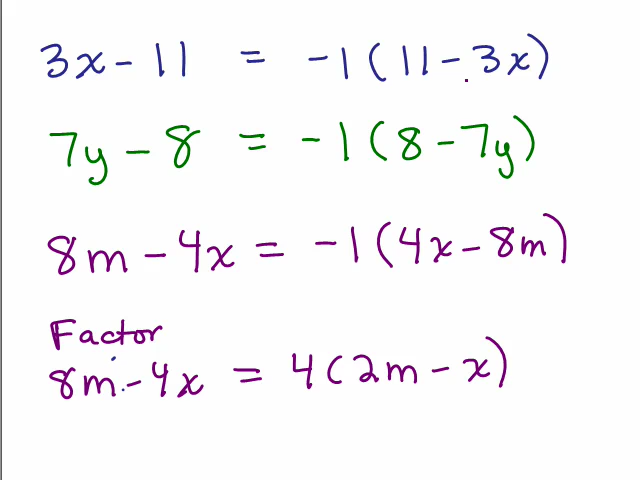 3x - 11 = -1(11 - 3x)
7y - 8 = -1(8 - 7y)
8m - 4x = -1(4x - 8m)
Factor
8m - 4x = 4(2m - x)